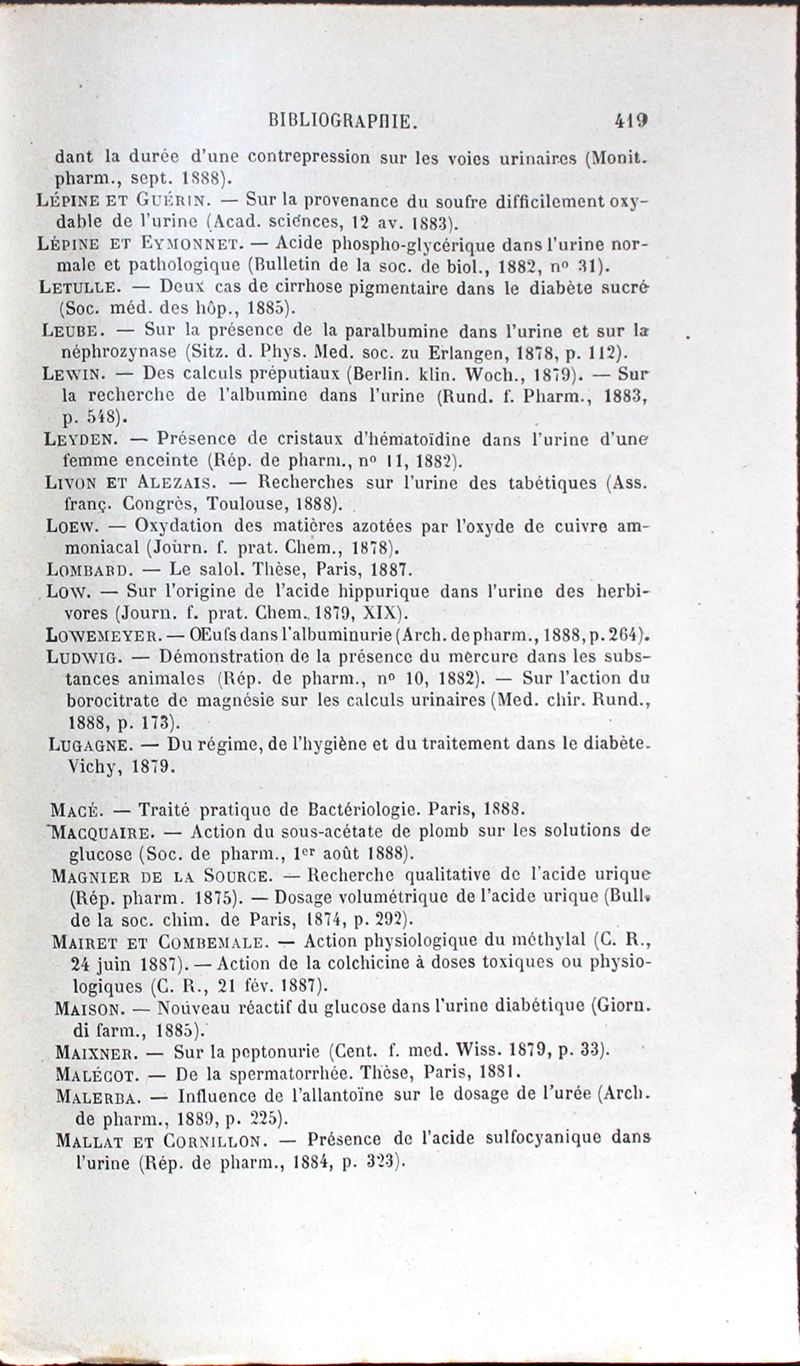 BIBLIOGRAPHIE. 419
dant la durée d'une contrepression sur les voies urinaires (Monit.
pharm., sept. 1888).
LÉPINE ET GUÉRIN. — Sur la provenance du soufre difficilement oxy-
dable de l'urine (Acad. sciences, 12 av. 1883).
LÉPINE ET EYMONNET. — Acide phospho-glycérique dans l'urine nor-
male et pathologique (Bulletin de la soc. de biol., 1882, nº 31).
LETULLE. — Deux cas de cirrhose pigmentaire dans le diabète sucré
(Soc. méd. des hôp., 1885).
LEUBE. — Sur la présence de la paralbumine dans l'urine et sur la
néphrozynase (Sitz. d. Phys. Med. soc. zu Erlangen, 1878, p. 112).
LEWIN. — Des calculs préputiaux (Berlin. klin. Woch., 1879). — Sur
la recherche de l'albumine dans l'urine (Rund. f. Pharm., 1883,
p. 548).
LEYDEN. — Présence de cristaux d'hématoïdine dans l'urine d'une
femme enceinte (Rép. de pharm., nº 11, 1882).
LIVON ET ALEZAIS. — Recherches sur l'urine des tabétiques (Ass.
franç. Congrès, Toulouse, 1888).
LOEW. — Oxydation des matières azotées par l'oxyde de cuivre am-
moniacal (Journ. f. prat. Chem., 1878).
LOMBARD. — Le salol. Thèse, Paris, 1887.
LOW. — Sur l'origine de l'acide hippurique dans l'urine des herbi-
vores (Journ. f. prat. Chem., 1879, XIX).
LOWEMEYER. — Œufs dans l'albuminurie (Arch. de pharm., 1888, p. 264).
LUDWIG. — Démonstration de la présence du mercure dans les subs-
tances animales (Rép. de pharm., nº 10, 1882). — Sur l'action du
borocitrate de magnésie sur les calculs urinaires (Med. chir. Rund.,
1888, p. 173).
LUGAGNE. — Du régime, de l'hygiène et du traitement dans le diabète.
Vichy, 1879.
MACÉ. — Traité pratique de Bactériologie. Paris, 1888.
MACQUAIRE. — Action du sous-acétate de plomb sur les solutions de
glucose (Soc. de pharm., 1er août 1888).
MAGNIER DE LA SOURCE. — Recherche qualitative de l'acide urique
(Rép. pharm. 1875). — Dosage volumétrique de l'acide urique (Bull.
de la soc. chim. de Paris, 1874, p. 292).
MAIRET ET COMBEMALE. — Action physiologique du méthylal (C. R.,
24 juin 1887). — Action de la colchicine à doses toxiques ou physio-
logiques (C. R., 21 fév. 1887).
MAISON. — Nouveau réactif du glucose dans l'urine diabétique (Giorn.
di farm., 1885).
MAIXNER. — Sur la peptonurie (Cent. f. med. Wiss. 1879, p. 33).
MALÉCOT. — De la spermatorrhée. Thèse, Paris, 1881.
MALERBA. — Influence de l'allantoïne sur le dosage de l'urée (Arch.
de pharm., 1889, p. 225).
MALLAT ET CORNILLON. — Présence de l'acide sulfocyanique dans
l'urine (Rép. de pharm., 1884, p. 323).